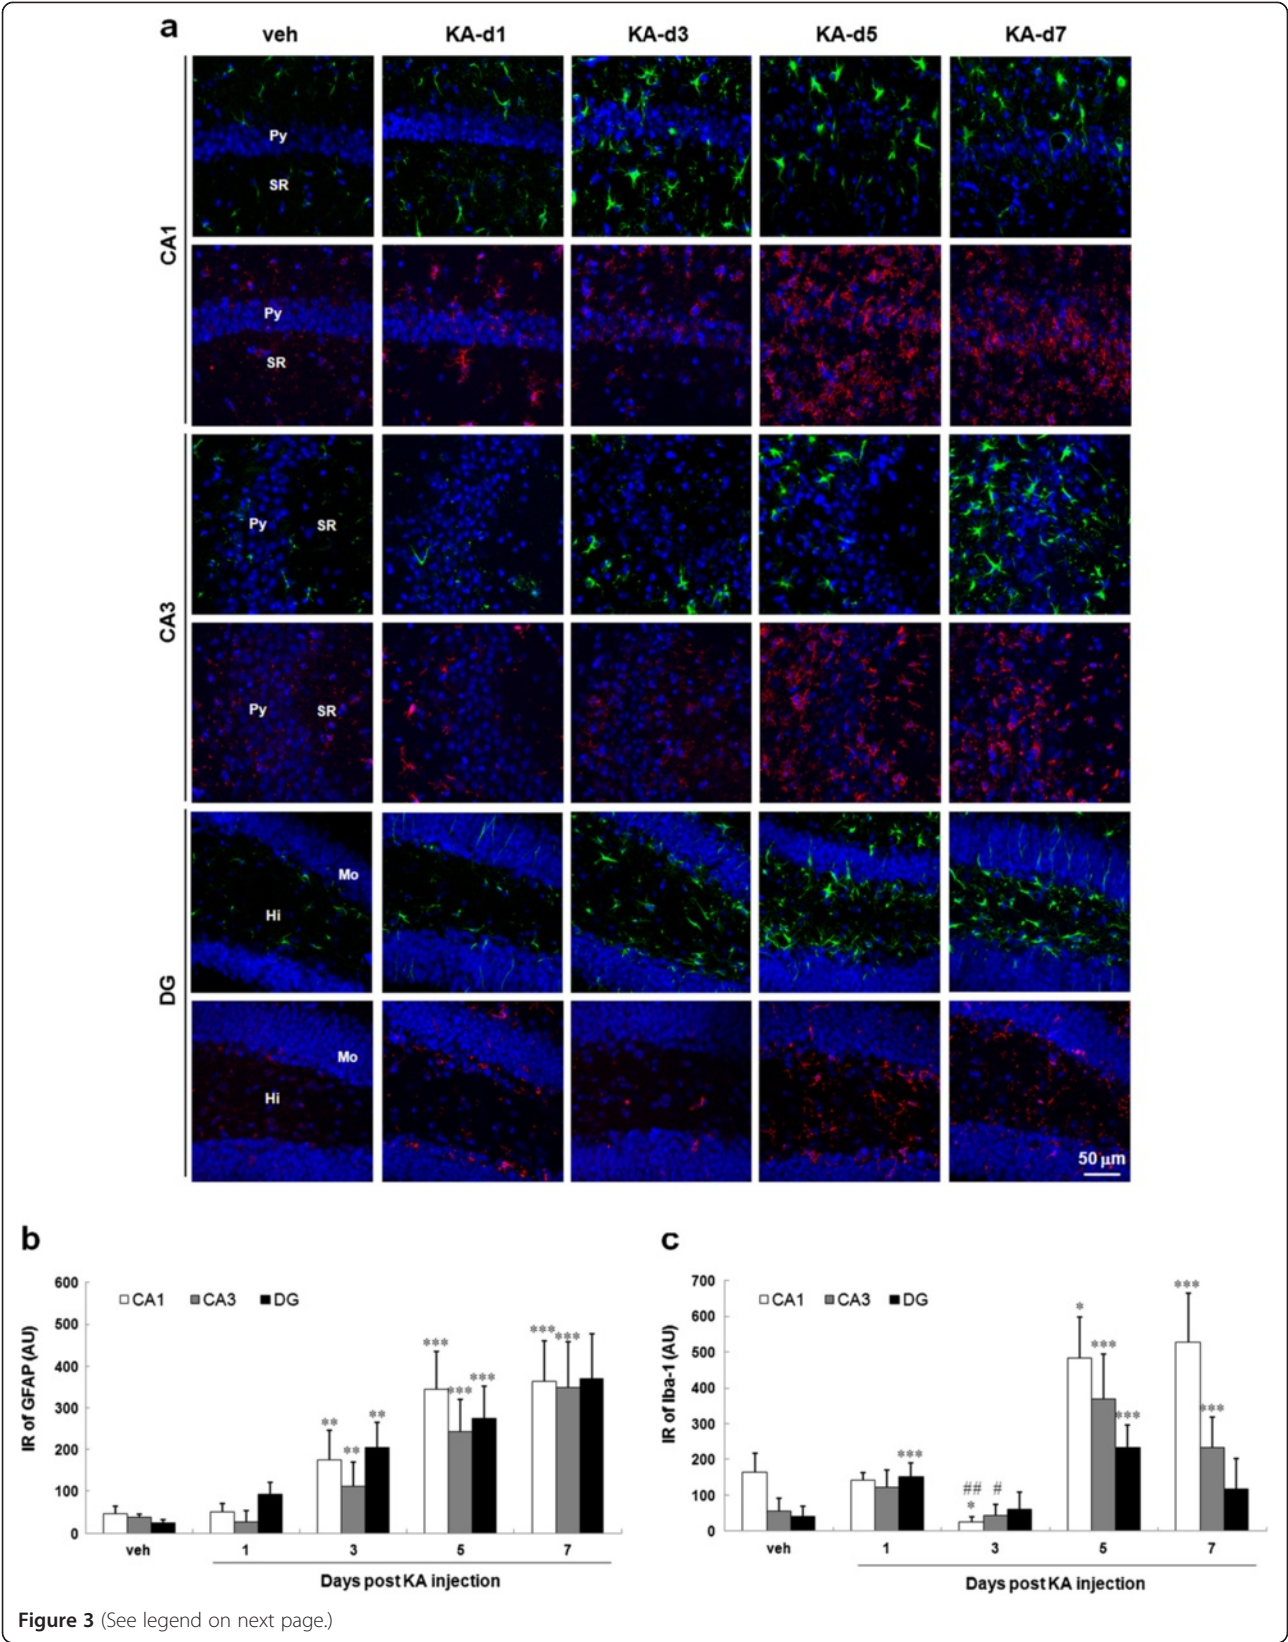 a
veh KA-d1 KA-d3 KA-d5 KA-d7
CA1
Py
SR
Py
SR
CA3
Py SR
Py SR
DG
Mo
Hi
Mo
Hi
50 μm
b
IR of GFAP (AU)
600
500
400
300
200
100
0
CA1 CA3 DG
** ** **
*** *** ***
*** ***
veh 1 3 5 7
Days post KA injection
c
IR of Iba-1 (AU)
700
600
500
400
300
200
100
0
CA1 CA3 DG
***
## #
*
* *** ***
*** ***
veh 1 3 5 7
Days post KA injection
Figure 3 (See legend on next page.)